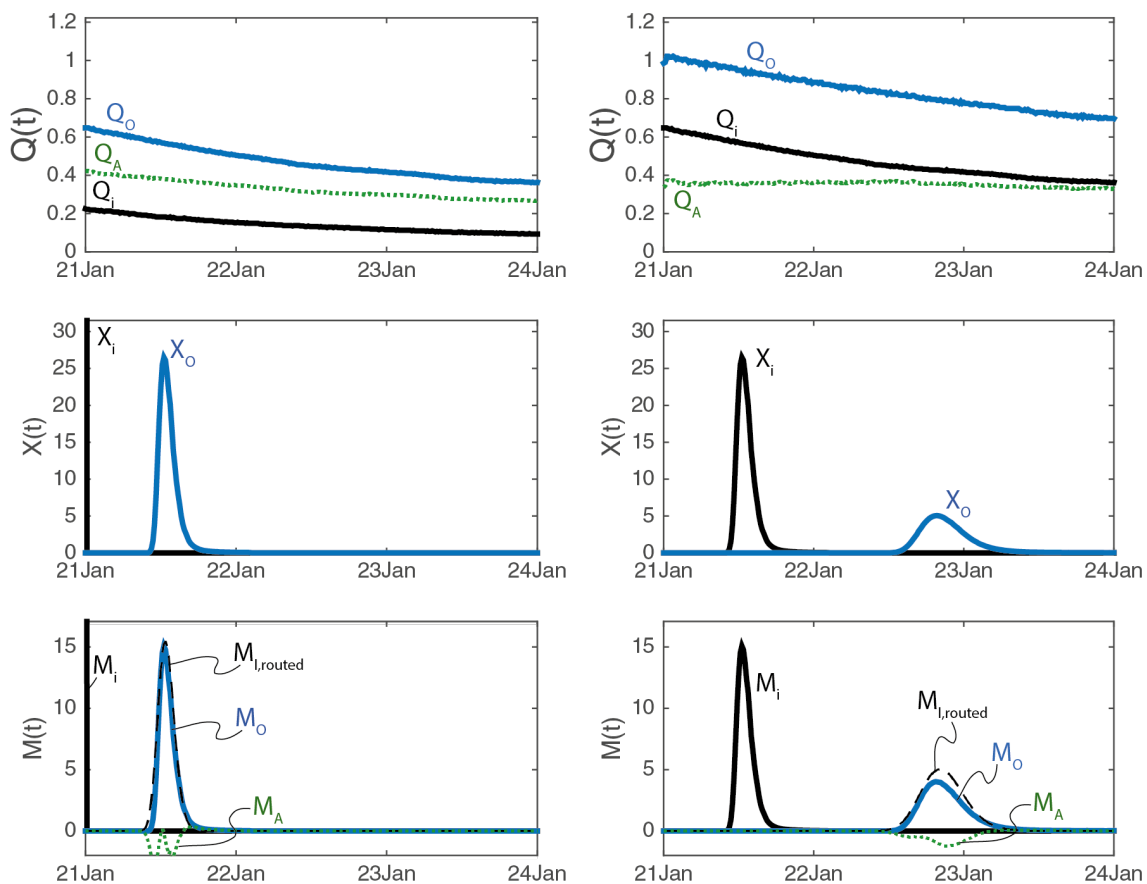 1.2
1
0.8
0.6
0.4
0.2
0
Q(t)
Q_O
Q_A
Q_i
21Jan 22Jan 23Jan 24Jan
1.2
1
0.8
0.6
0.4
0.2
0
Q(t)
Q_O
Q_i
Q_A
21Jan 22Jan 23Jan 24Jan
30
25
20
15
10
5
0
X(t)
X_i
X_O
21Jan 22Jan 23Jan 24Jan
30
25
20
15
10
5
0
X(t)
X_i
X_O
21Jan 22Jan 23Jan 24Jan
15
10
5
0
M(t)
M_i
M_I,routed
M_O
M_A
21Jan 22Jan 23Jan 24Jan
15
10
5
0
M(t)
M_i
M_I,routed
M_O
M_A
21Jan 22Jan 23Jan 24Jan